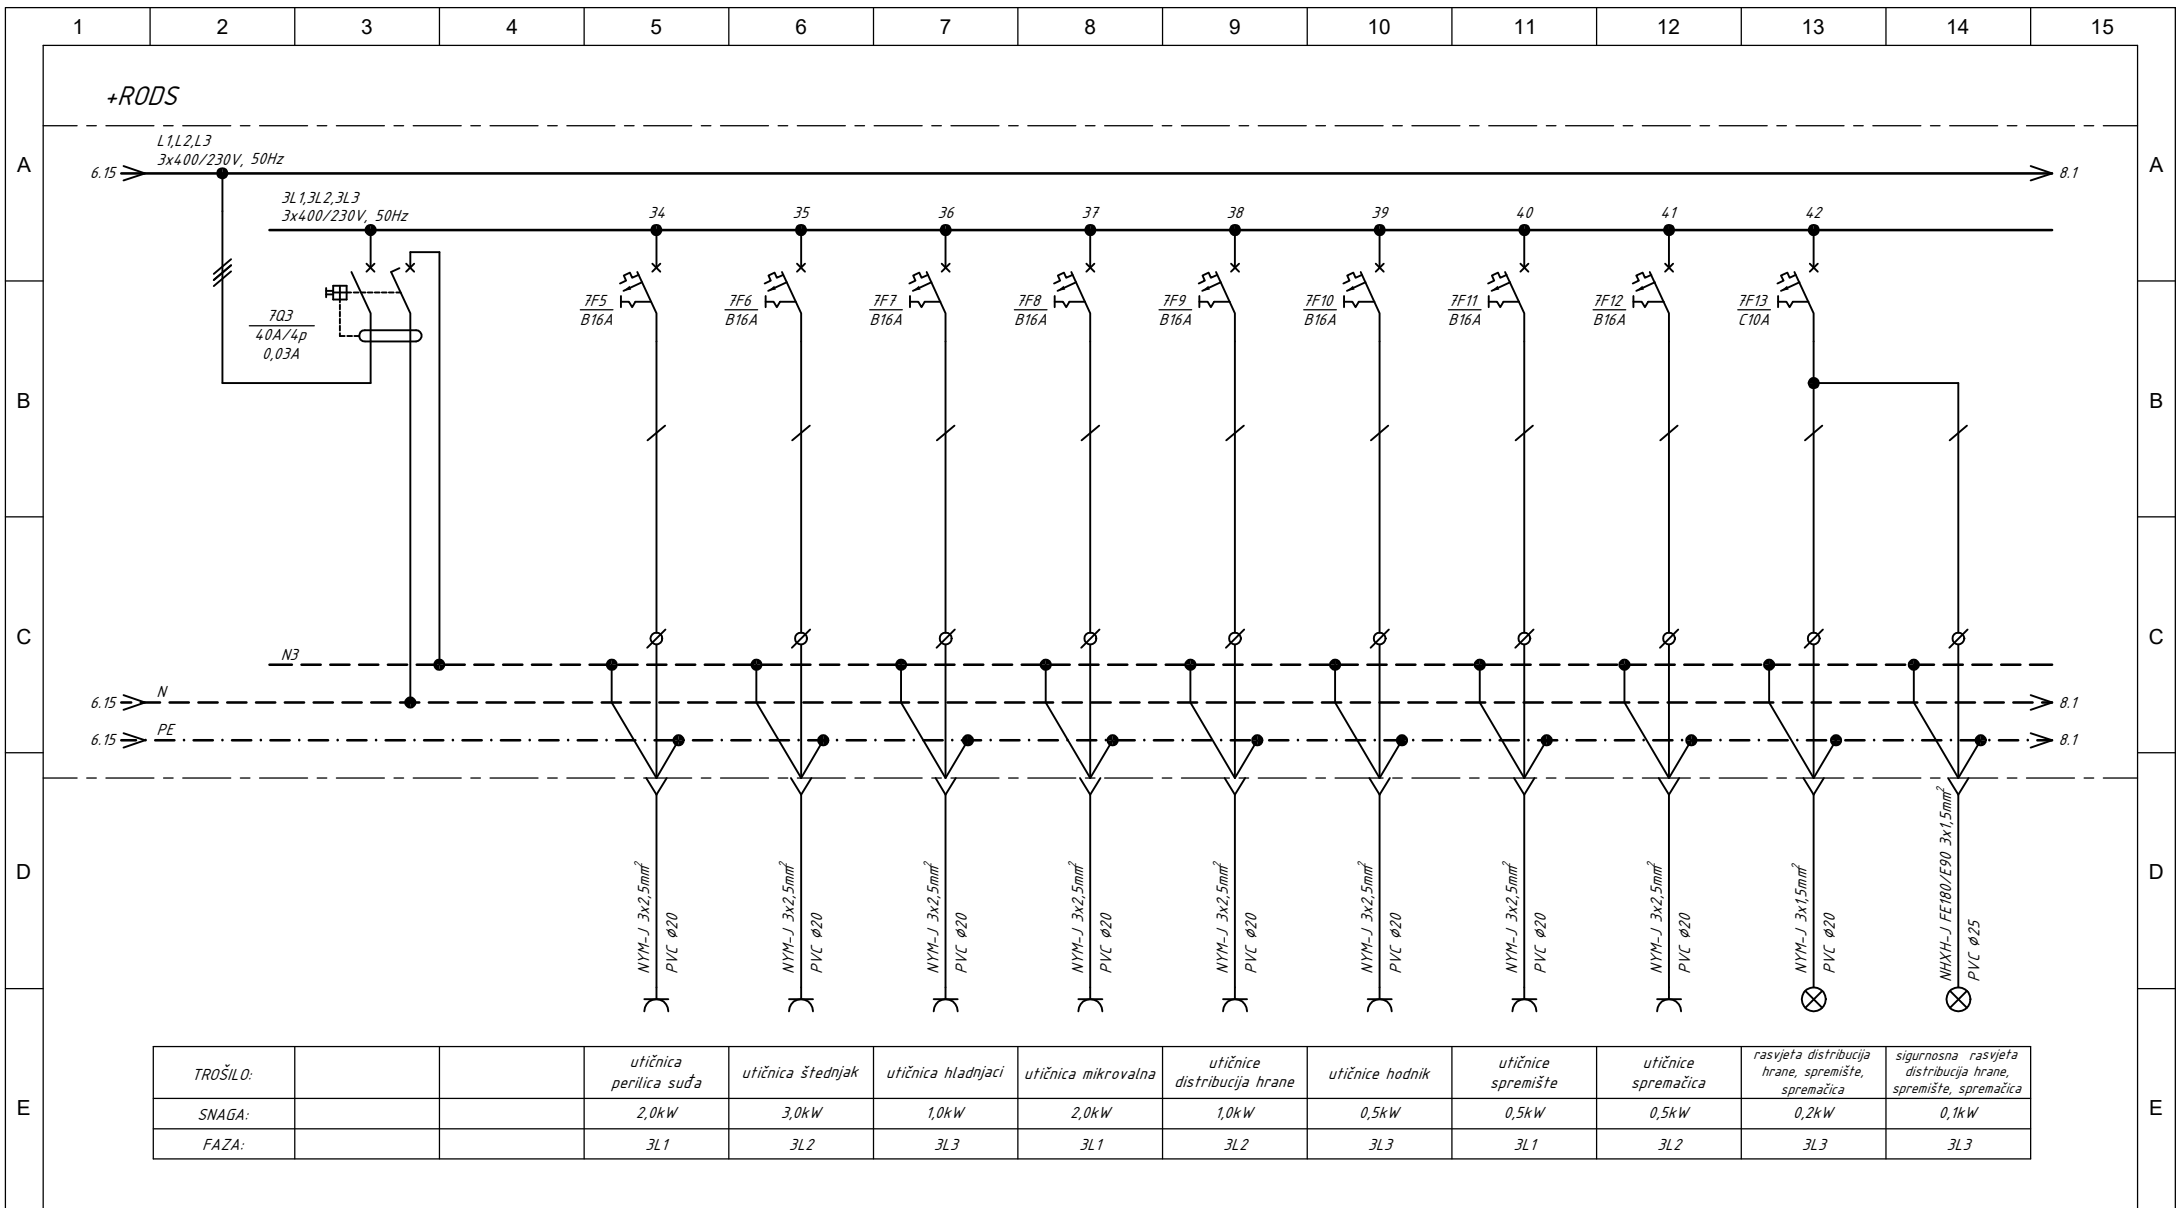 1 2 3 4 5 6 7 8 9 10 11 12 13 14 15
+RODS
L1,L2,L3
3x400/230V, 50Hz
A 6.15 8.1 A
3L1,3L2,3L3
3x400/230V, 50Hz
34 35 36 37 38 39 40 41 42
7Q3
40A/4p
0,03A
7F5
B16A
7F6
B16A
7F7
B16A
7F8
B16A
7F9
B16A
7F10
B16A
7F11
B16A
7F12
B16A
7F13
C10A
B B
C C
N3
6.15 N 8.1
6.15 PE 8.1
D D
NYM-J 3x2,5mm²
PVC ø20
NYM-J 3x2,5mm²
PVC ø20
NYM-J 3x2,5mm²
PVC ø20
NYM-J 3x2,5mm²
PVC ø20
NYM-J 3x2,5mm²
PVC ø20
NYM-J 3x2,5mm²
PVC ø20
NYM-J 3x2,5mm²
PVC ø20
NYM-J 3x2,5mm²
PVC ø20
NYM-J 3x1,5mm²
PVC ø20
NHXH-J FE180/E90 3x1,5mm²
PVC ø25
E E
TROŠILO:
utičnica
perilica suđa
utičnica štednjak
utičnica hladnjaci
utičnica mikrovalna
utičnice
distribucija hrane
utičnice hodnik
utičnice
spremište
utičnice
spremačica
rasvjeta distribucija
hrane, spremište,
spremačica
sigurnosna rasvjeta
distribucija hrane,
spremište, spremačica
SNAGA: 2,0kW 3,0kW 1,0kW 2,0kW 1,0kW 0,5kW 0,5kW 0,5kW 0,2kW 0,1kW
FAZA: 3L1 3L2 3L3 3L1 3L2 3L3 3L1 3L2 3L3 3L3